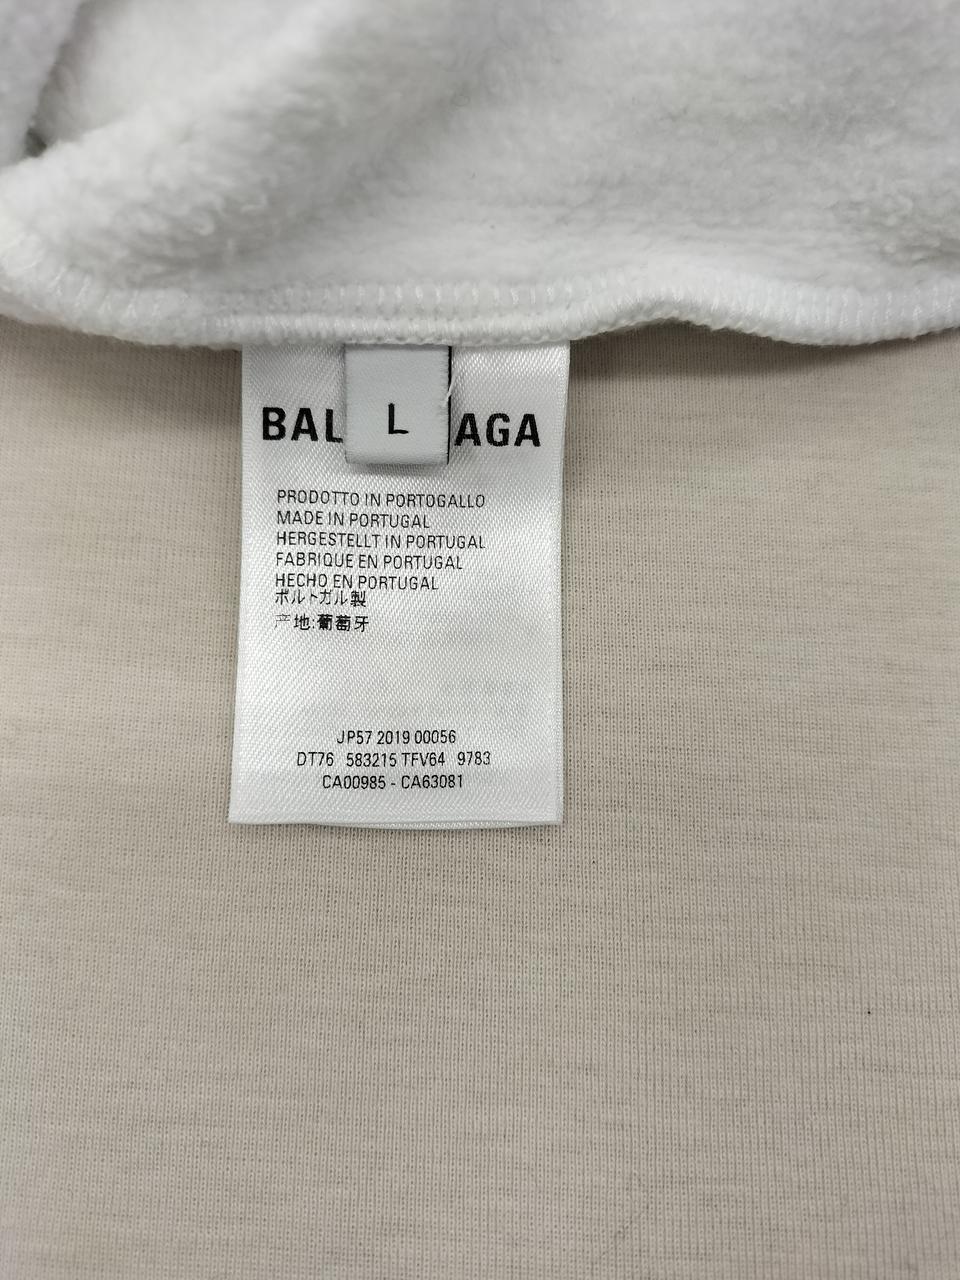 BAL L AGA
PRODOTTO IN PORTOGALLO
MADE IN PORTUGAL
HERGESTELLT IN PORTUGAL
FABRIQUE EN PORTUGAL
HECHO EN PORTUGAL
ポルトガル製
产地:葡萄牙
JP57 2019 00056
DT76 583215 TFV64 9783
CA00985 - CA63081